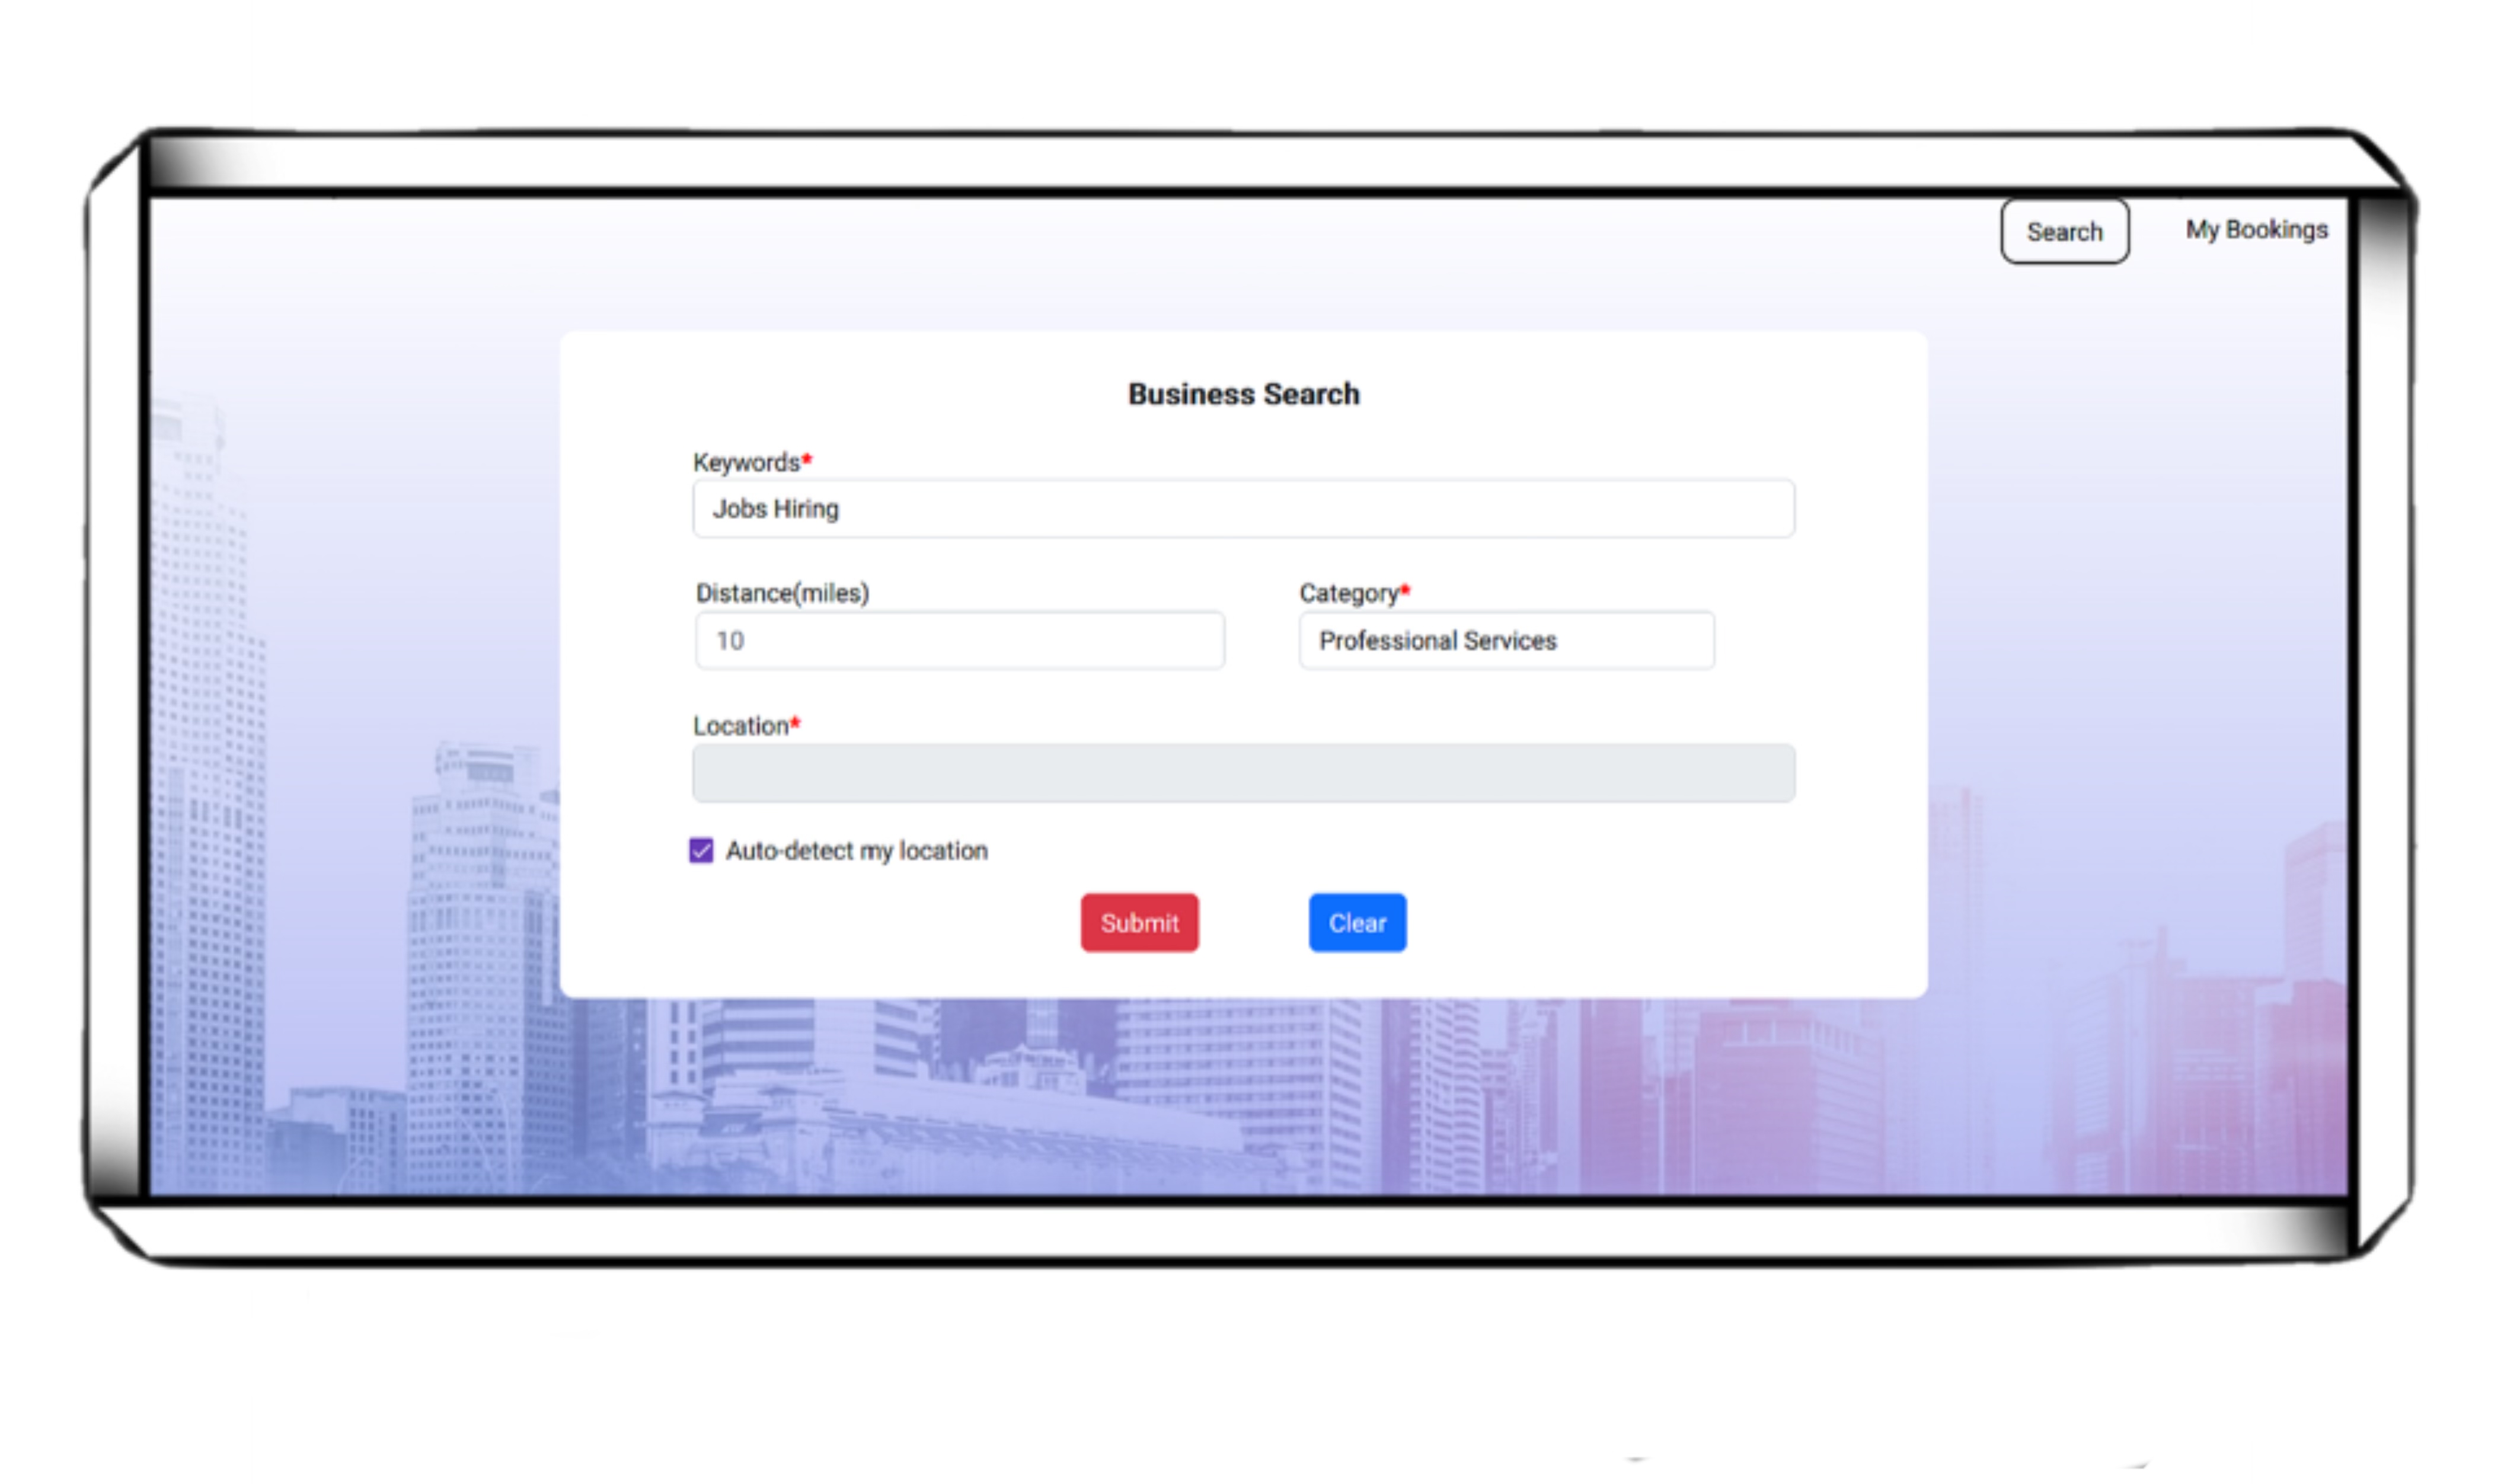 Search My Bookings
Business Search
Keywords*
Jobs Hiring
Distance(miles) Category*
10 Professional Services
Location*
Auto-detect my location
Submit Clear